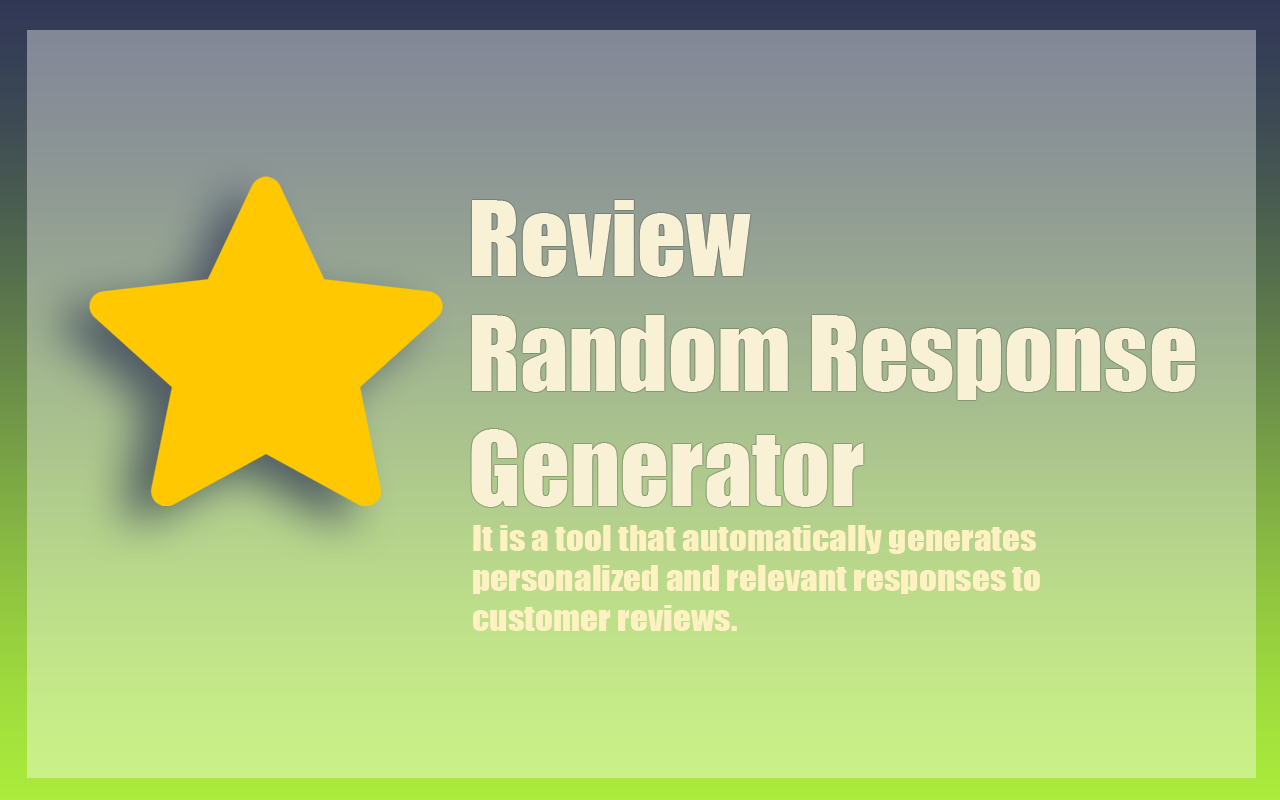 Review
Random Response
Generator
It is a tool that automatically generates
personalized and relevant responses to
customer reviews.